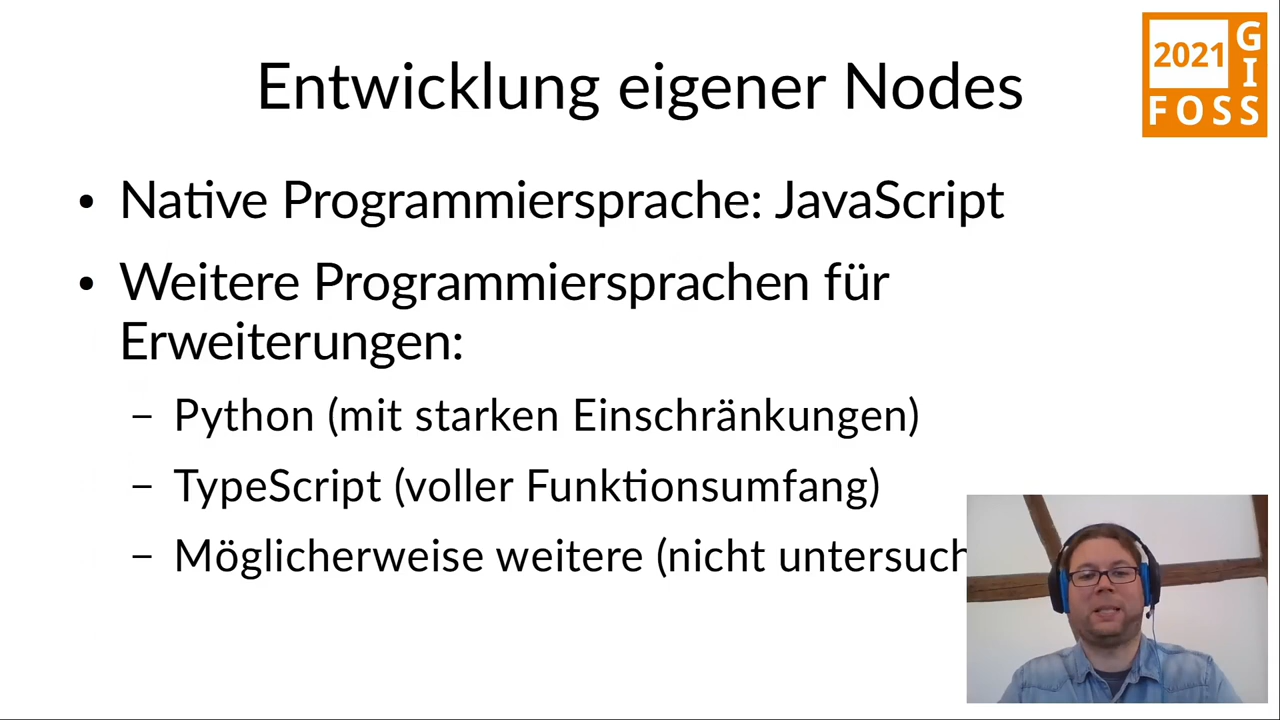 Entwicklung eigener Nodes
2021
GIS
FOSS
• Native Programmiersprache: JavaScript
• Weitere Programmiersprachen für
Erweiterungen:
– Python (mit starken Einschränkungen)
– TypeScript (voller Funktionsumfang)
– Möglicherweise weitere (nicht untersuch